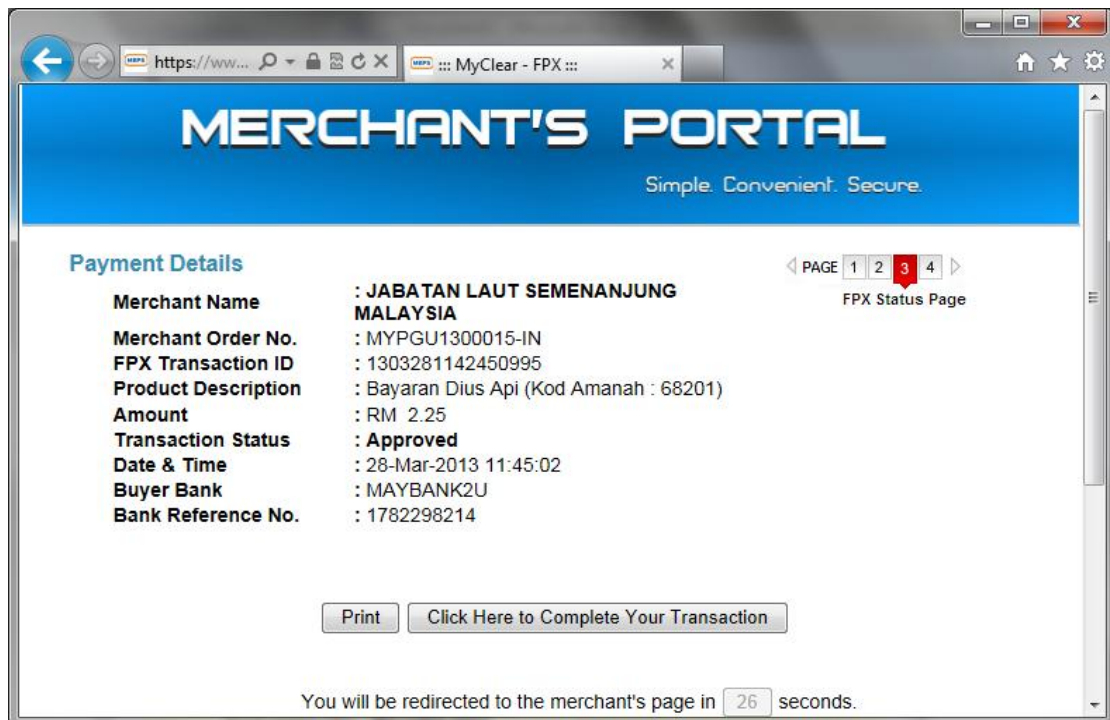 https://ww...
::: MyClear - FPX :::
MERCHANT'S PORTAL
Simple. Convenient. Secure.
Payment Details
PAGE 1 2 3 4
FPX Status Page
Merchant Name : JABATAN LAUT SEMENANJUNG
MALAYSIA
Merchant Order No. : MYPGU1300015-IN
FPX Transaction ID : 1303281142450995
Product Description : Bayaran Dius Api (Kod Amanah : 68201)
Amount : RM 2.25
Transaction Status : Approved
Date & Time : 28-Mar-2013 11:45:02
Buyer Bank : MAYBANK2U
Bank Reference No. : 1782298214
Print Click Here to Complete Your Transaction
You will be redirected to the merchant's page in 26 seconds.